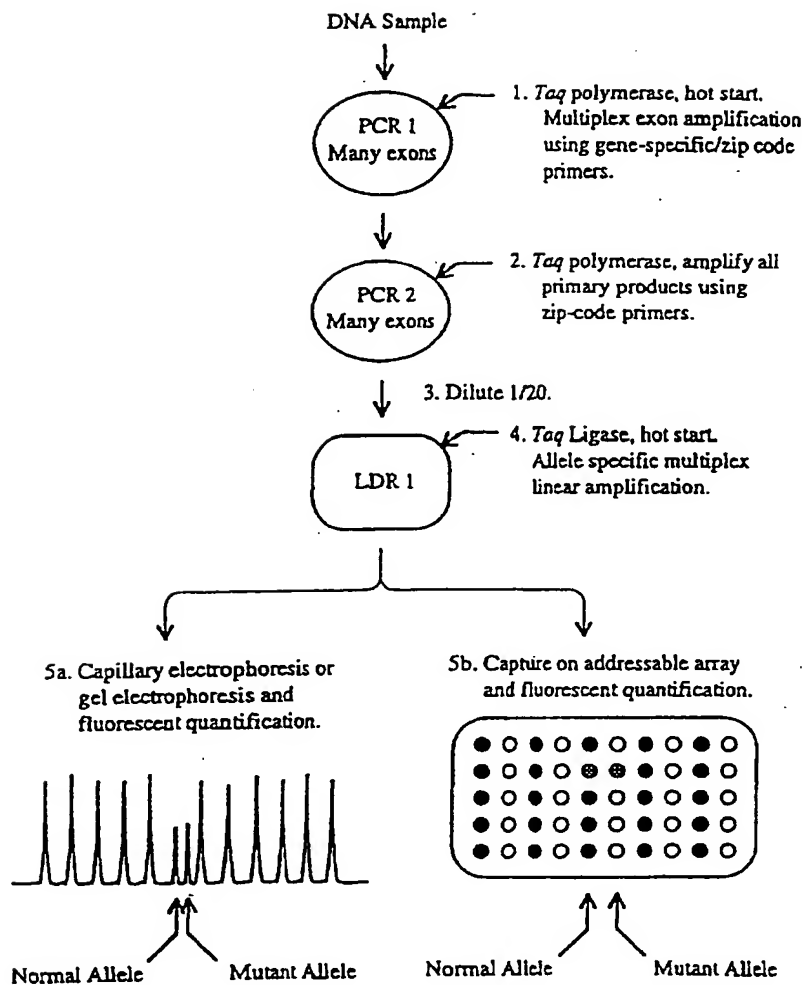 DNA Sample
PCR 1
Many exons
1. Taq polymerase, hot start.
Multiplex exon amplification
using gene-specific/zip code
primers.
PCR 2
Many exons
2. Taq polymerase, amplify all
primary products using
zip-code primers.
3. Dilute 1/20.
LDR 1
4. Taq Ligase, hot start.
Allele specific multiplex
linear amplification.
5a. Capillary electrophoresis or
gel electrophoresis and
fluorescent quantification.
5b. Capture on addressable array
and fluorescent quantification.
Normal Allele
Mutant Allele
Normal Allele
Mutant Allele